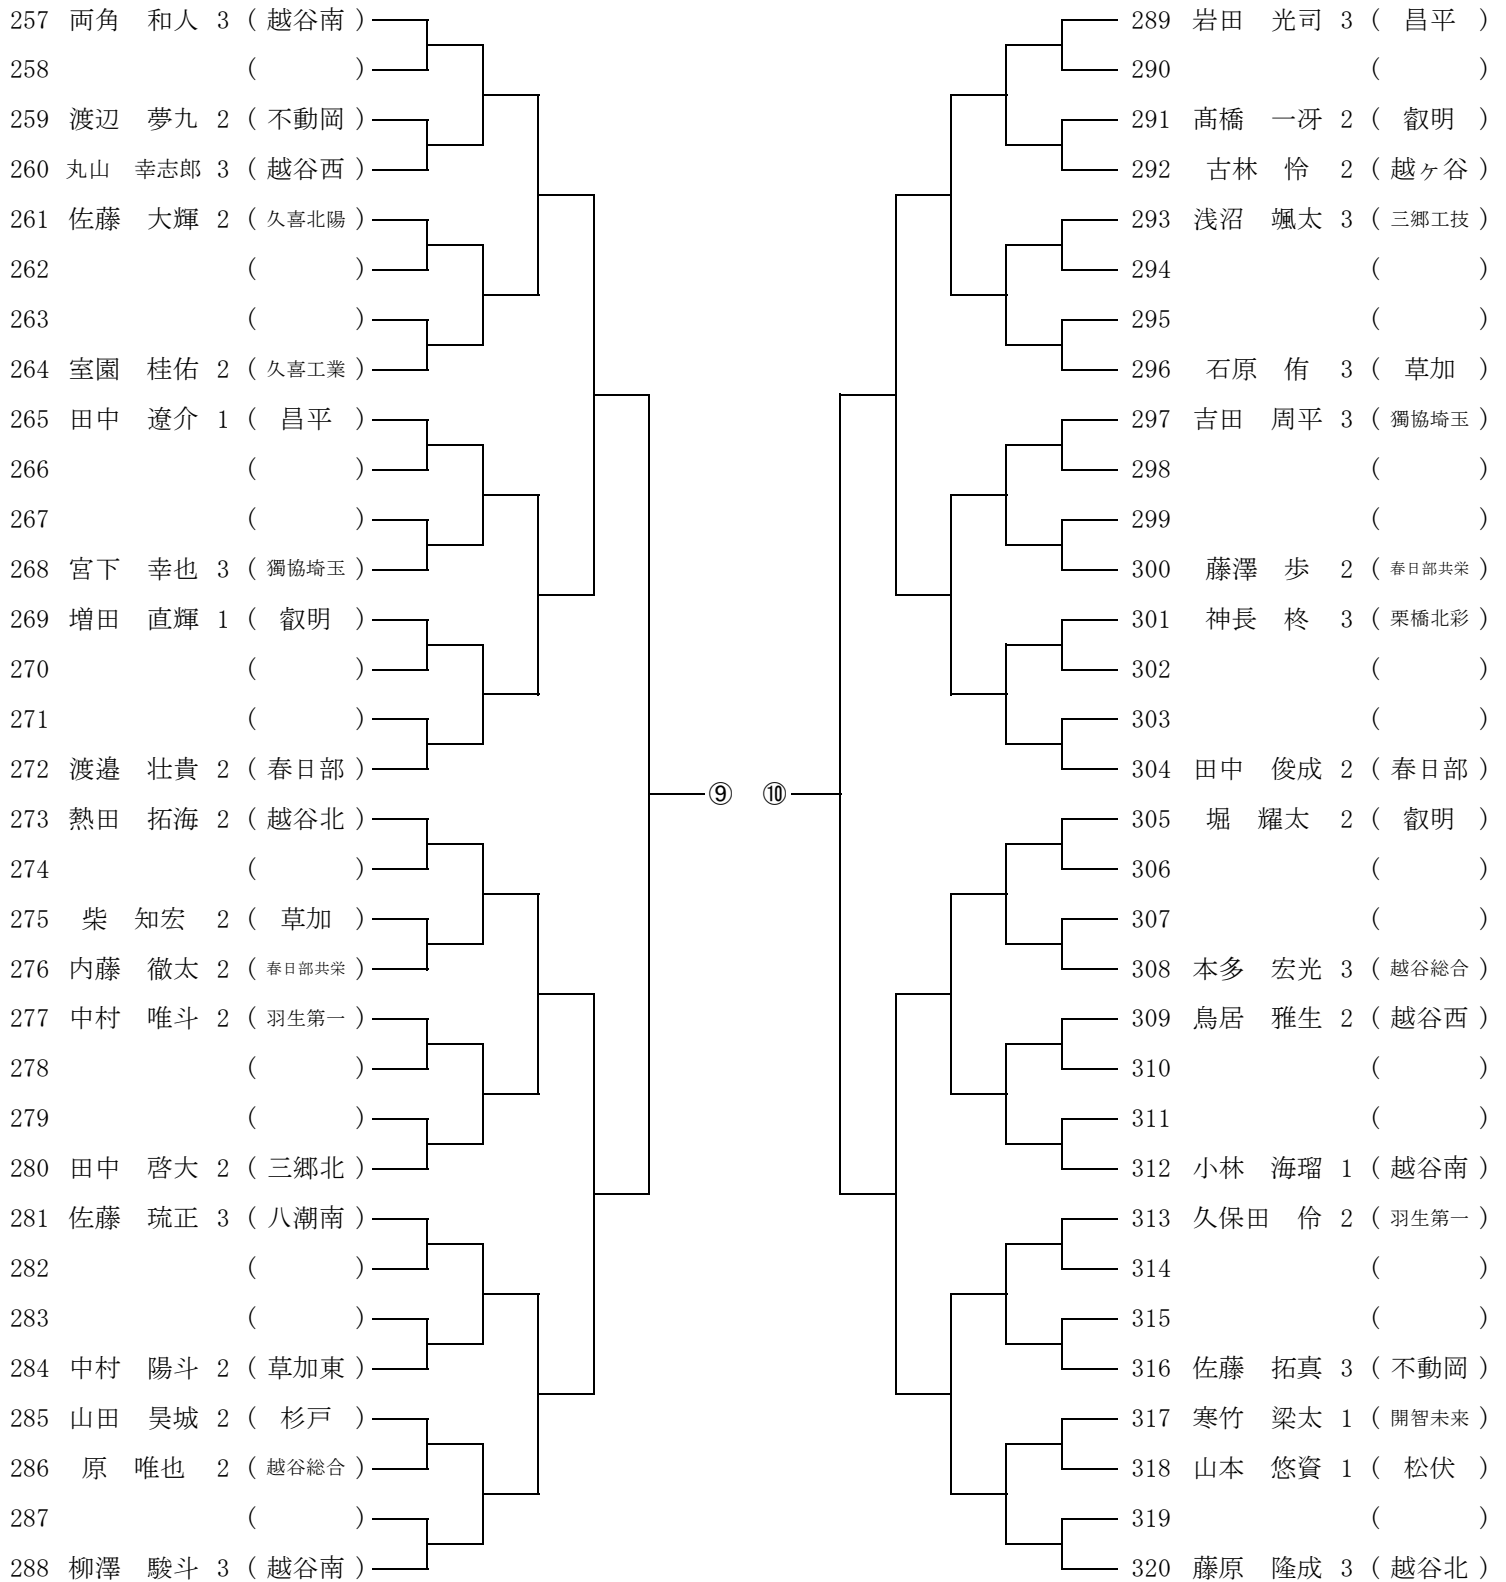 257 両角　和人 3 ( 越谷南 )
258 (　　　)
259 渡辺　夢九 2 ( 不動岡 )
260 丸山　幸志郎 3 ( 越谷西 )
261 佐藤　大輝 2 ( 久喜北陽 )
262 (　　　)
263 (　　　)
264 室園　桂佑 2 ( 久喜工業 )
265 田中　遼介 1 ( 昌平 )
266 (　　　)
267 (　　　)
268 宮下　幸也 3 ( 獨協埼玉 )
269 増田　直輝 1 ( 叡明 )
270 (　　　)
271 (　　　)
272 渡邉　壮貴 2 ( 春日部 )
273 熱田　拓海 2 ( 越谷北 )
274 (　　　)
275 柴　知宏 2 ( 草加 )
276 内藤　徹太 2 ( 春日部共栄 )
277 中村　唯斗 2 ( 羽生第一 )
278 (　　　)
279 (　　　)
280 田中　啓大 2 ( 三郷北 )
281 佐藤　琉正 3 ( 八潮南 )
282 (　　　)
283 (　　　)
284 中村　陽斗 2 ( 草加東 )
285 山田　昊城 2 ( 杉戸 )
286 原　唯也 2 ( 越谷総合 )
287 (　　　)
288 柳澤　駿斗 3 ( 越谷南 )
⑨ ⑩
289 岩田　光司 3 ( 昌平 )
290 (　　　)
291 髙橋　一冴 2 ( 叡明 )
292 古林　怜 2 ( 越ヶ谷 )
293 浅沼　颯太 3 ( 三郷工技 )
294 (　　　)
295 (　　　)
296 石原　侑 3 ( 草加 )
297 吉田　周平 3 ( 獨協埼玉 )
298 (　　　)
299 (　　　)
300 藤澤　歩 2 ( 春日部共栄 )
301 神長　柊 3 ( 栗橋北彩 )
302 (　　　)
303 (　　　)
304 田中　俊成 2 ( 春日部 )
305 堀　耀太 2 ( 叡明 )
306 (　　　)
307 (　　　)
308 本多　宏光 3 ( 越谷総合 )
309 鳥居　雅生 2 ( 越谷西 )
310 (　　　)
311 (　　　)
312 小林　海瑠 1 ( 越谷南 )
313 久保田　伶 2 ( 羽生第一 )
314 (　　　)
315 (　　　)
316 佐藤　拓真 3 ( 不動岡 )
317 寒竹　梁太 1 ( 開智未来 )
318 山本　悠資 1 ( 松伏 )
319 (　　　)
320 藤原　隆成 3 ( 越谷北 )